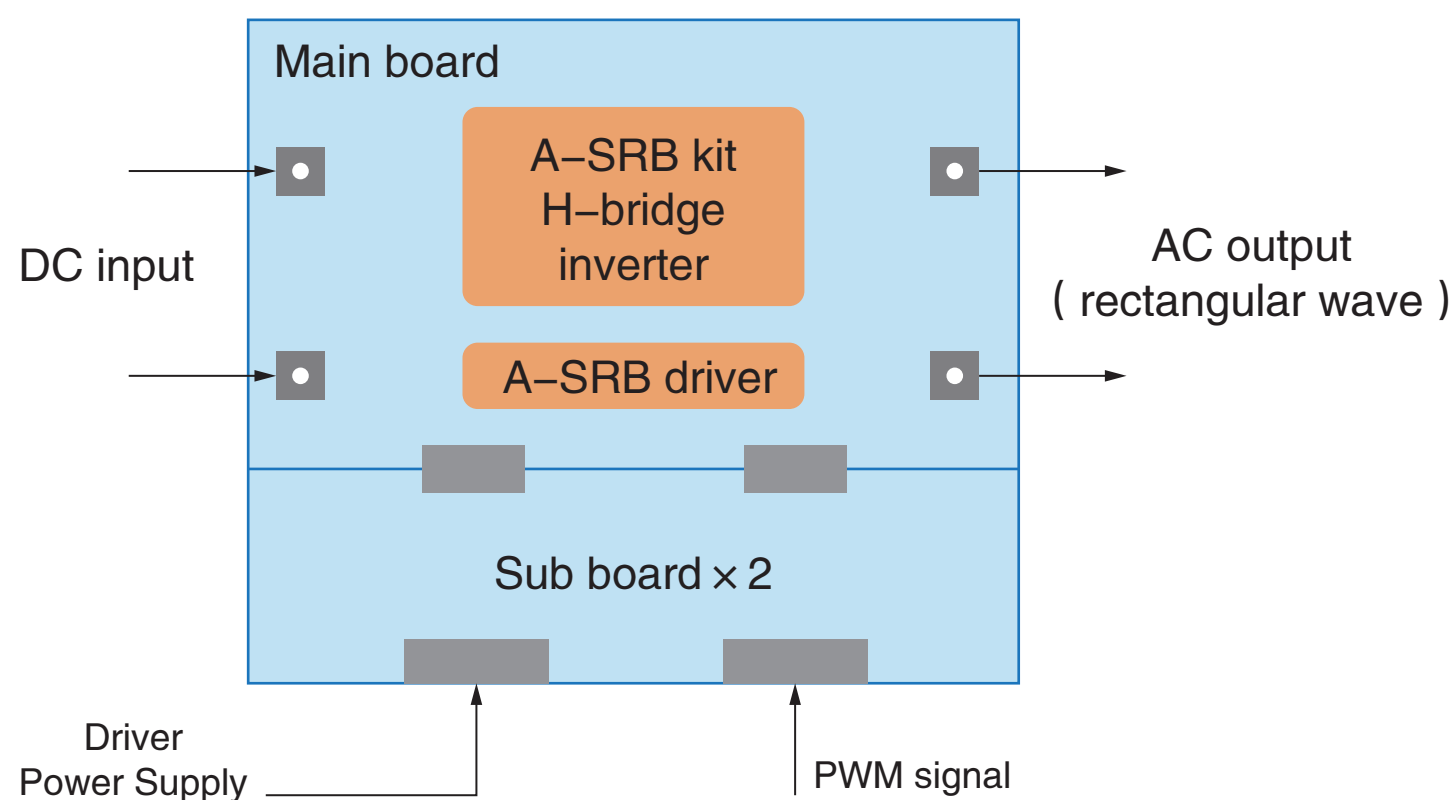 Main board
A−SRB kit
H−bridge
inverter
DC input
AC output
( rectangular wave )
A−SRB driver
Sub board × 2
Driver
Power Supply
PWM signal